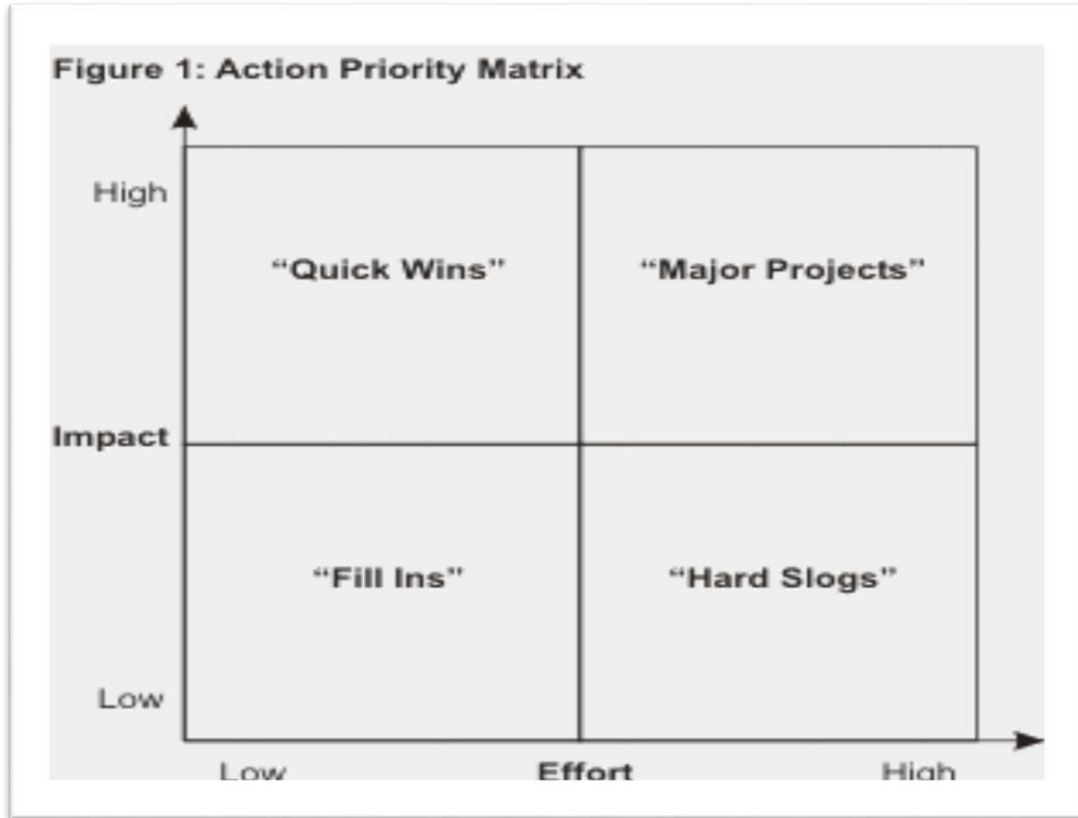 Figure 1: Action Priority Matrix
High
“Quick Wins” “Major Projects”
Impact
“Fill Ins” “Hard Slogs”
Low
Low Effort High